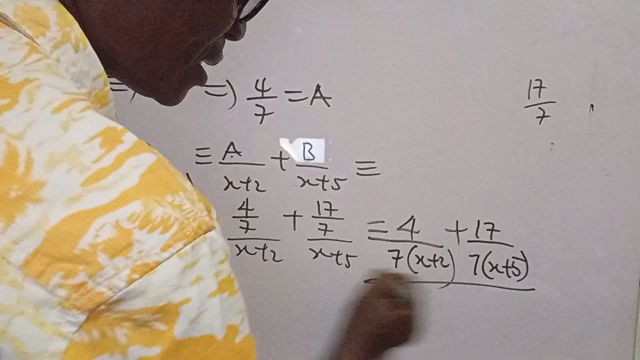 ⇒ ⇒ 4/7 = A
17/7
≡ A/x+2 + B/x+5 ≡
4/7/x+2 + 17/7/x+5 ≡ 4/7(x+2) + 17/7(x+5)